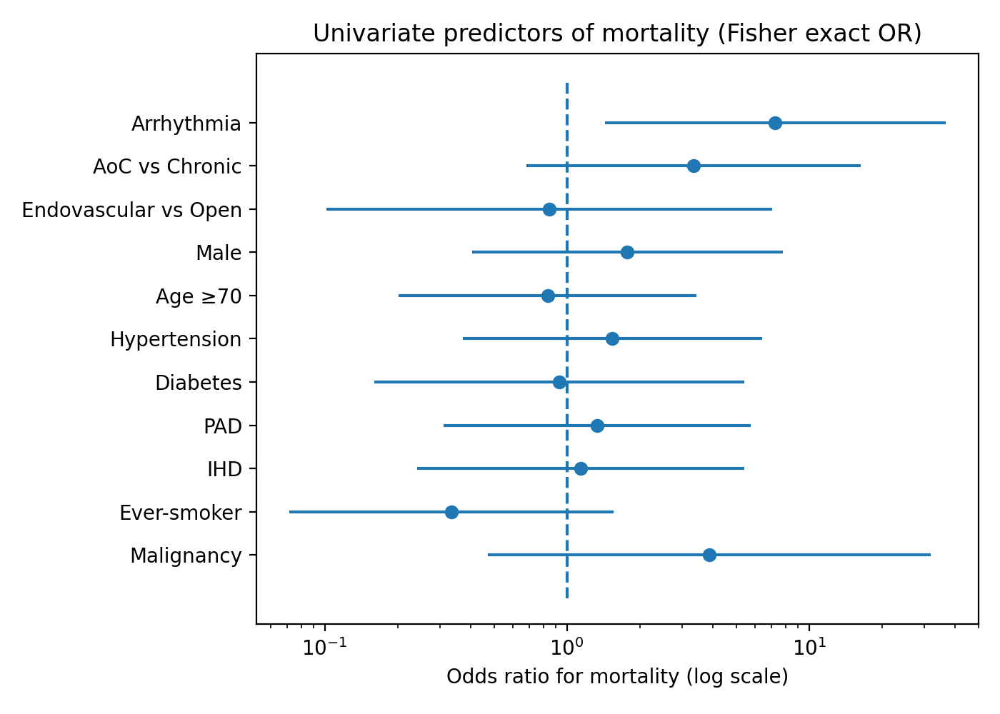 Univariate predictors of mortality (Fisher exact OR)
Arrhythmia
AoC vs Chronic
Endovascular vs Open
Male
Age ≥70
Hypertension
Diabetes
PAD
IHD
Ever-smoker
Malignancy
10⁻¹ 10⁰ 10¹
Odds ratio for mortality (log scale)